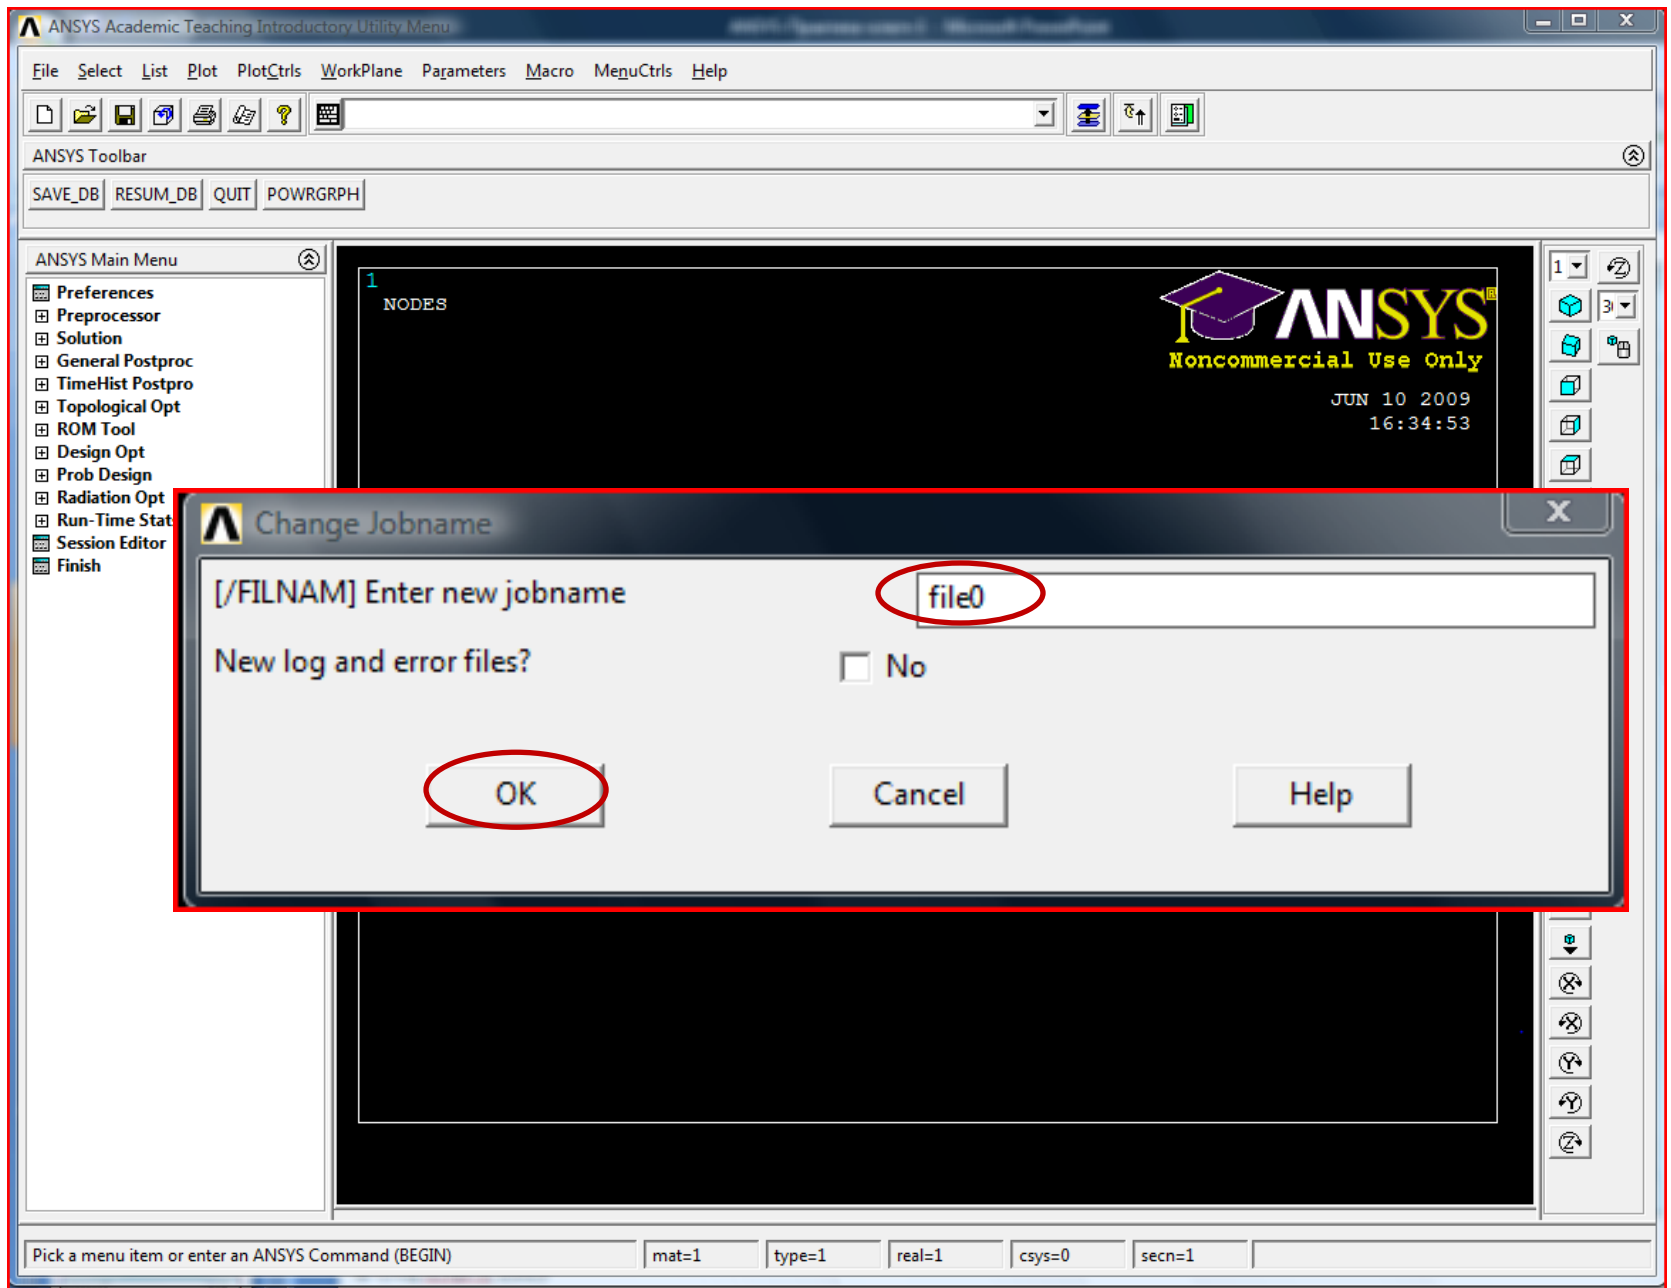 ANSYS Academic Teaching Introductory Utility Menu
File Select List Plot PlotCtrls WorkPlane Parameters Macro MenuCtrls Help
ANSYS Toolbar
SAVE_DB RESUM_DB QUIT POWRGRPH
ANSYS Main Menu
Preferences
Preprocessor
Solution
General Postproc
TimeHist Postpro
Topological Opt
ROM Tool
Design Opt
Prob Design
Radiation Opt
Run-Time Stat
Session Editor
Finish
1
NODES
ANSYS
Noncommercial Use Only
JUN 10 2009
16:34:53
1
Change Jobname
[/FILNAM] Enter new jobname file0
New log and error files? No
OK Cancel Help
Pick a menu item or enter an ANSYS Command (BEGIN) mat=1 type=1 real=1 csys=0 secn=1